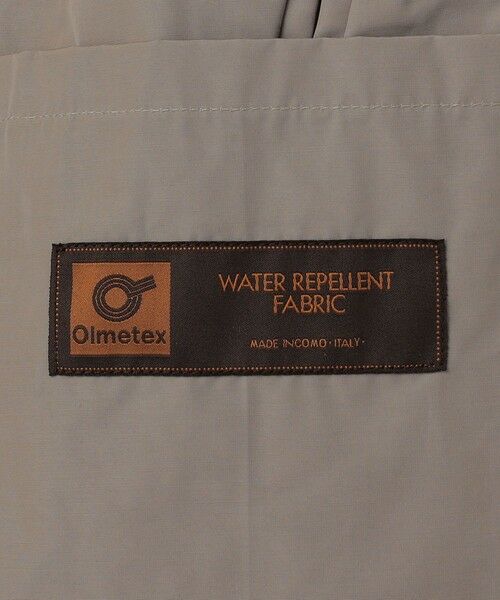 Olmetex
WATER REPELLENT
FABRIC
MADE IN COMO · ITALY ·